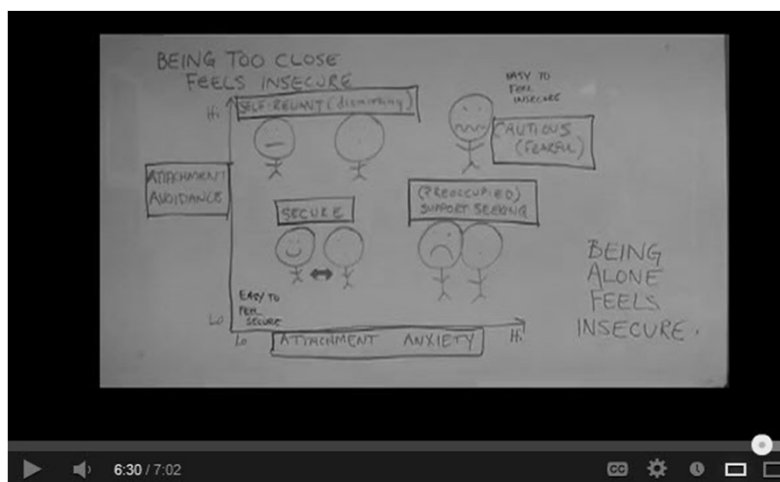 BEING TOO CLOSE
FEELS INSECURE
Hi
SELF-RELIANT (dismissing)
EASY TO
FEEL
INSECURE
CAUTIOUS
(FEARFUL)
ATTACHMENT
AVOIDANCE
SECURE
(PREOCCUPIED)
SUPPORT SEEKING
BEING
ALONE
FEELS
INSECURE.
EASY TO
FEEL
SECURE
Lo
Lo
ATTACHMENT ANXIETY
Hi
6:30 / 7:02
CC